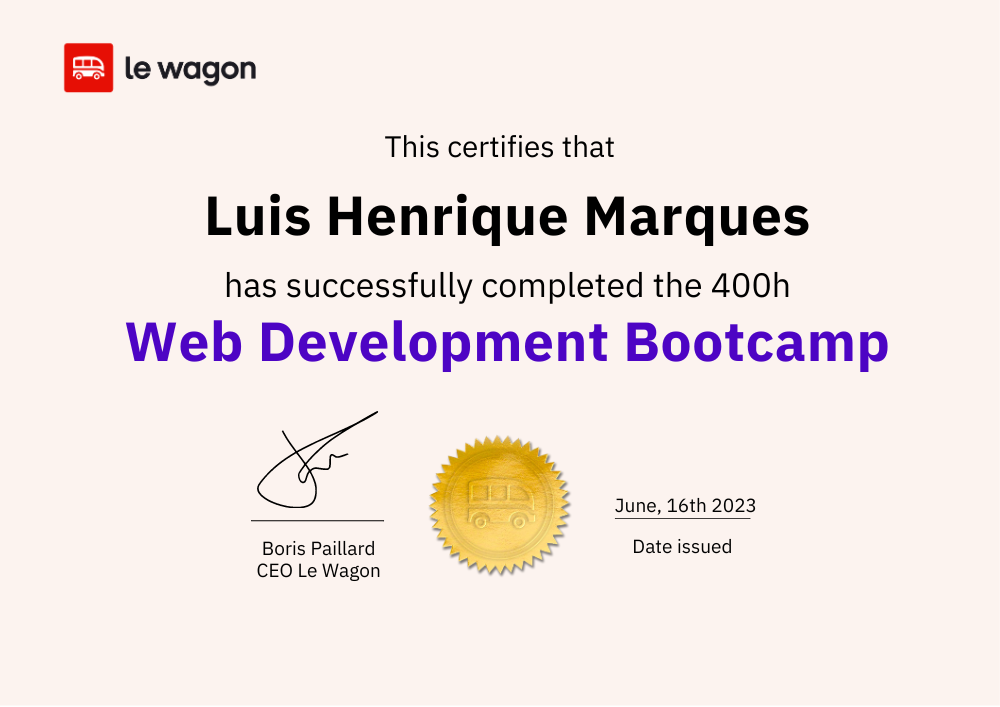 le wagon
This certifies that
Luis Henrique Marques
has successfully completed the 400h
Web Development Bootcamp
June, 16th 2023
Date issued
Boris Paillard
CEO Le Wagon